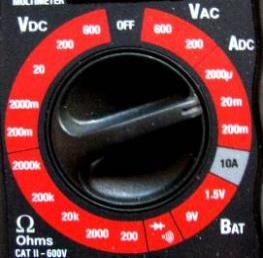 MULTIMETER
VDC
600
OFF
600
VAC
200
200
ADC
20
2000µ
2000m
20m
200m
200m
2000k
10A
200k
1.5V
20k
9V
BAT
2000
200
Ω
Ohms
CAT II - 600V